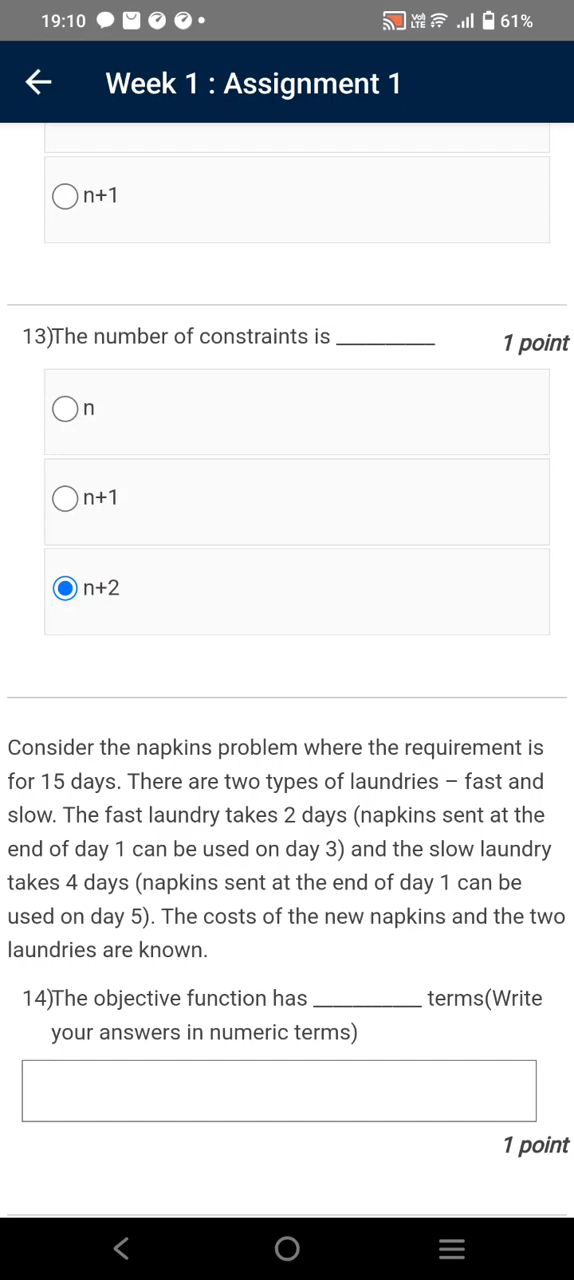 19:10
Vo) LTE
61%
Week 1 : Assignment 1
n+1
13)The number of constraints is __________
1 point
n
n+1
n+2
Consider the napkins problem where the requirement is
for 15 days. There are two types of laundries – fast and
slow. The fast laundry takes 2 days (napkins sent at the
end of day 1 can be used on day 3) and the slow laundry
takes 4 days (napkins sent at the end of day 1 can be
used on day 5). The costs of the new napkins and the two
laundries are known.
14)The objective function has ___________ terms(Write
your answers in numeric terms)
1 point